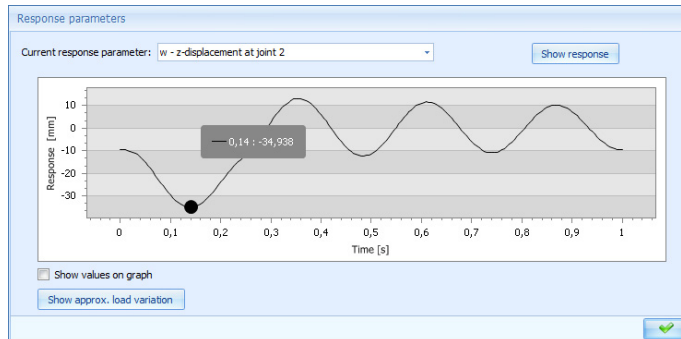 Response parameters
Current response parameter: w - z-displacement at joint 2
Show response
Response [mm]
10
0
-10
-20
-30
0,14 : -34,938
0 0,1 0,2 0,3 0,4 0,5 0,6 0,7 0,8 0,9 1
Time [s]
Show values on graph
Show approx. load variation